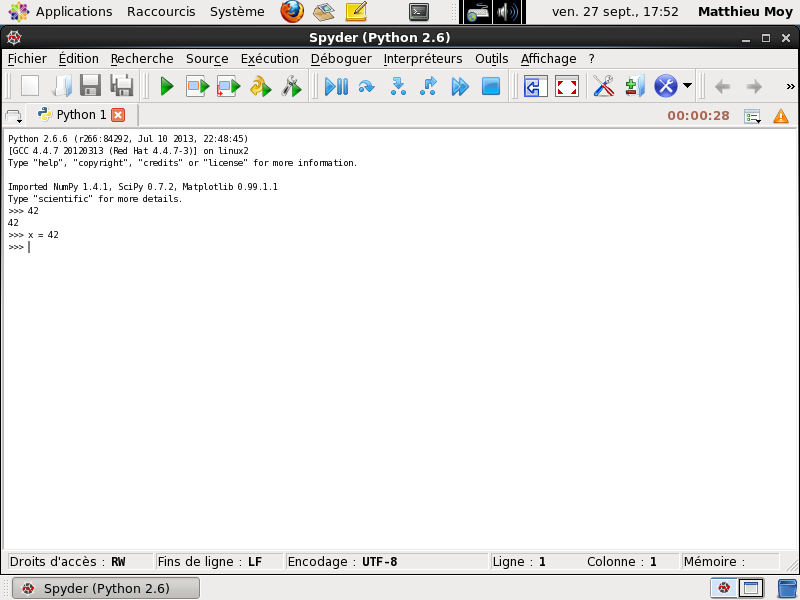 Applications Raccourcis Système ven. 27 sept., 17:52 Matthieu Moy
Spyder (Python 2.6)
Fichier Édition Recherche Source Exécution Déboguer Interpréteurs Outils Affichage ?
Python 1 00:00:28
Python 2.6.6 (r266:84292, Jul 10 2013, 22:48:45)
[GCC 4.4.7 20120313 (Red Hat 4.4.7-3)] on linux2
Type "help", "copyright", "credits" or "license" for more information.
Imported NumPy 1.4.1, SciPy 0.7.2, Matplotlib 0.99.1.1
Type "scientific" for more details.
>>> 42
42
>>> x = 42
>>>
Droits d'accès : RW Fins de ligne : LF Encodage : UTF-8 Ligne : 1 Colonne : 1 Mémoire :
Spyder (Python 2.6)